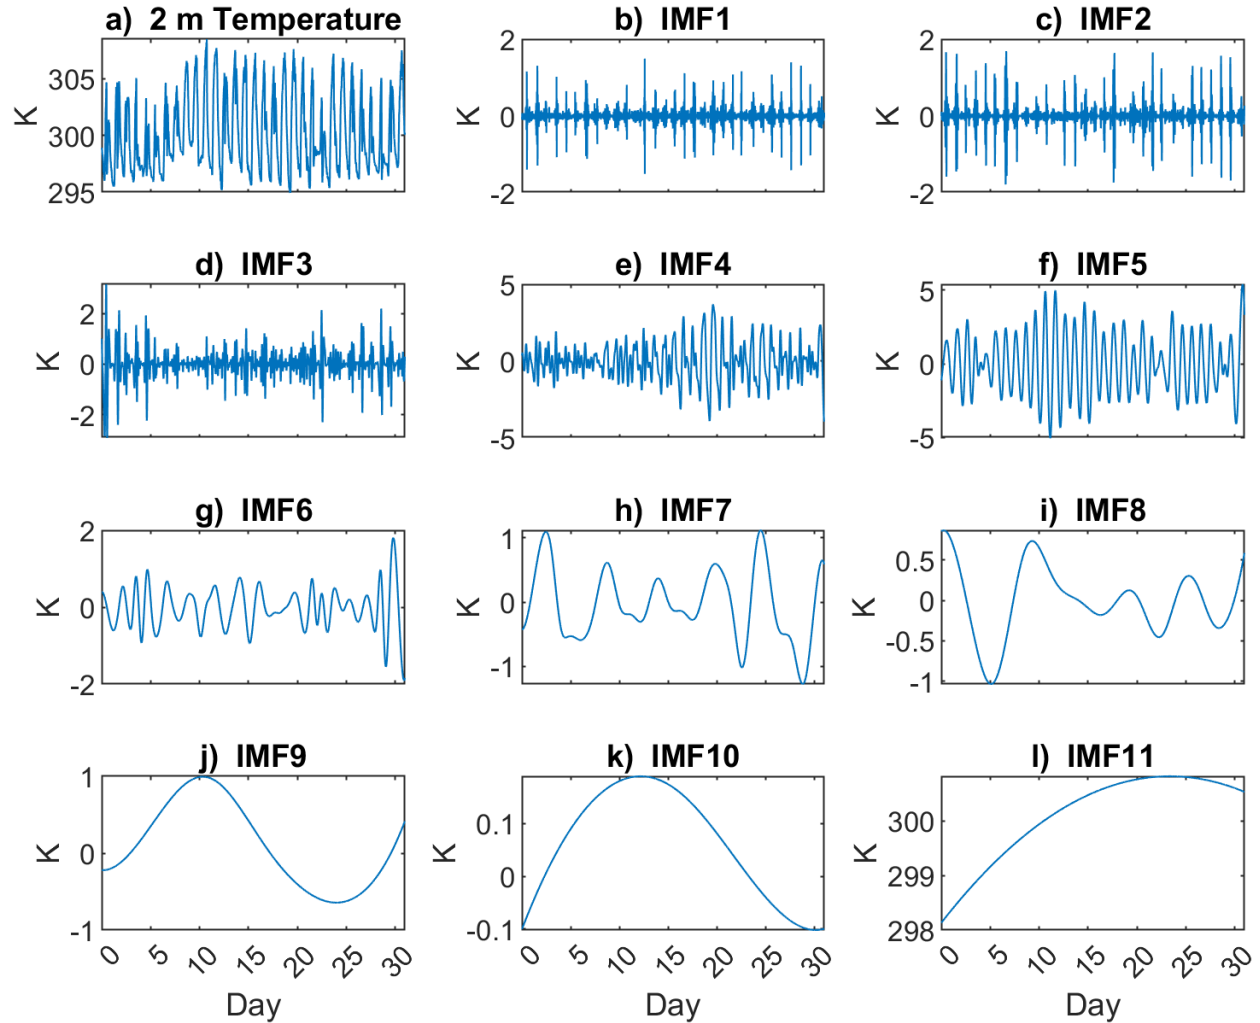 a)  2 m Temperature
305
300
295
K
b)  IMF1
2
0
-2
K
c)  IMF2
2
0
-2
K
d)  IMF3
2
0
-2
K
e)  IMF4
5
0
-5
K
f)  IMF5
5
0
-5
K
g)  IMF6
2
0
-2
K
h)  IMF7
1
0
-1
K
i)  IMF8
0.5
0
-0.5
-1
K
j)  IMF9
1
0
-1
K
0 5 10 15 20 25 30
Day
k)  IMF10
0.1
0
-0.1
K
0 5 10 15 20 25 30
Day
l)  IMF11
300
299
298
K
0 5 10 15 20 25 30
Day